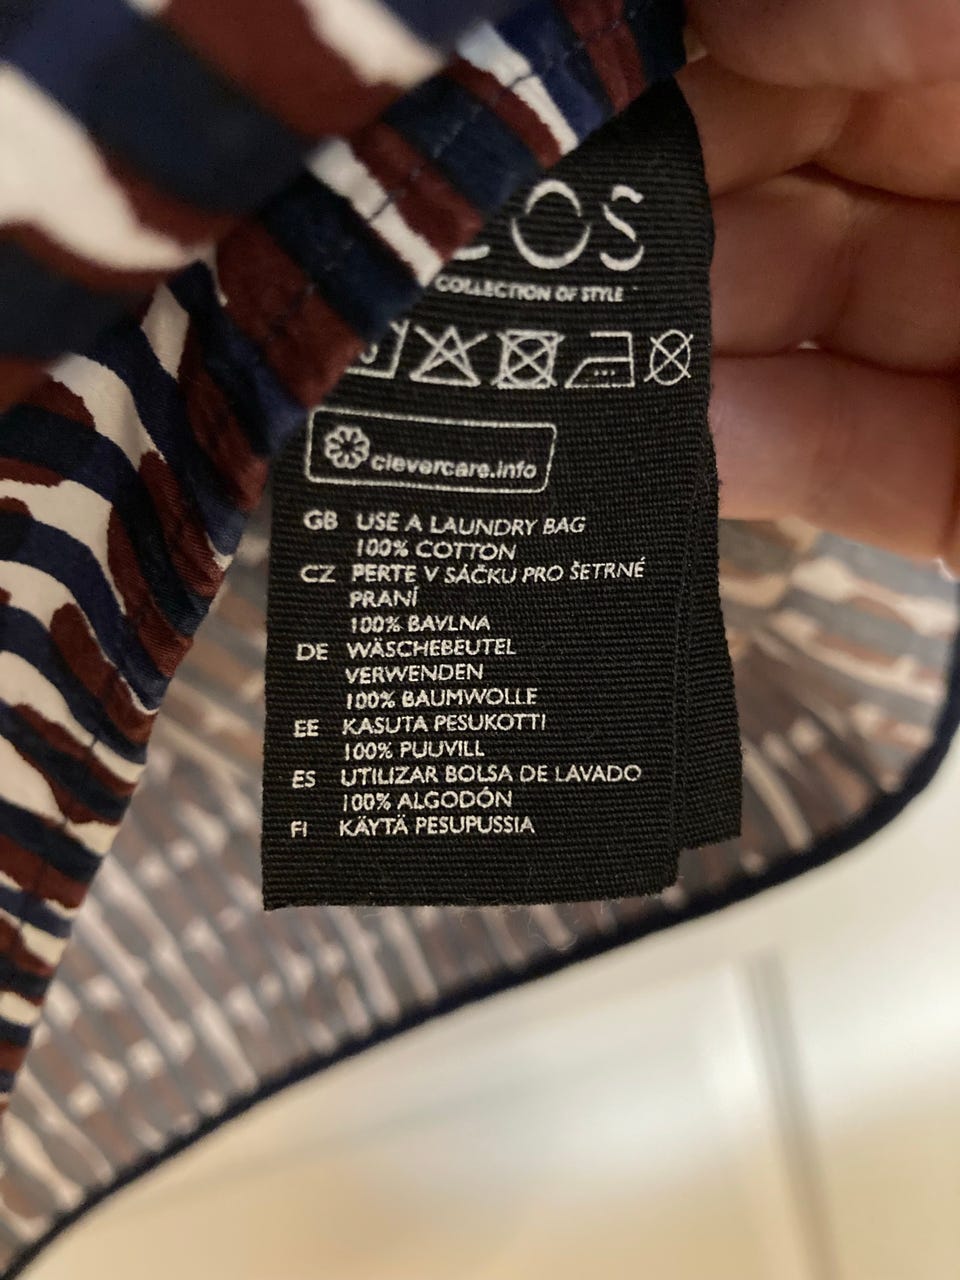 COS
COLLECTION OF STYLE
clevercare.info
GB USE A LAUNDRY BAG
100% COTTON
CZ PERTE V SÁČKU PRO ŠETRNÉ
PRANÍ
100% BAVLNA
DE WÄSCHEBEUTEL
VERWENDEN
100% BAUMWOLLE
EE KASUTA PESUKOTTI
100% PUUVILL
ES UTILIZAR BOLSA DE LAVADO
100% ALGODÓN
FI KÄYTÄ PESUPUSSIA